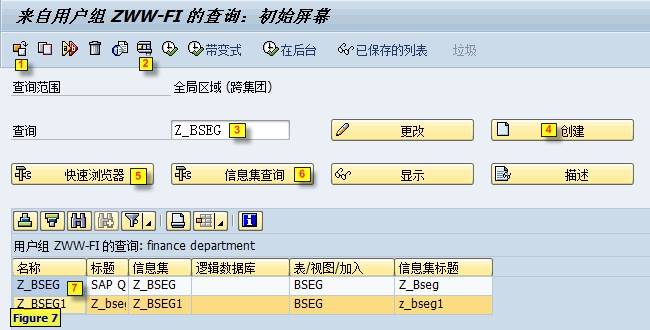 来自用户组 ZWW-FI 的查询: 初始屏幕
1 2 带变式 在后台 已保存的列表 垃圾
查询范围 全局区域 (跨集团)
查询 Z_BSEG 3 更改 4 创建
快速浏览器 5 信息集查询 6 显示 描述
用户组 ZWW-FI 的查询: finance department
名称 标题 信息集 逻辑数据库 表/视图/加入 信息集标题
Z_BSEG 7 SAP Q Z_BSEG BSEG Z_Bseg
Z_BSEG1 Z_bseg Z_BSEG1 BSEG z_bseg1
Figure 7